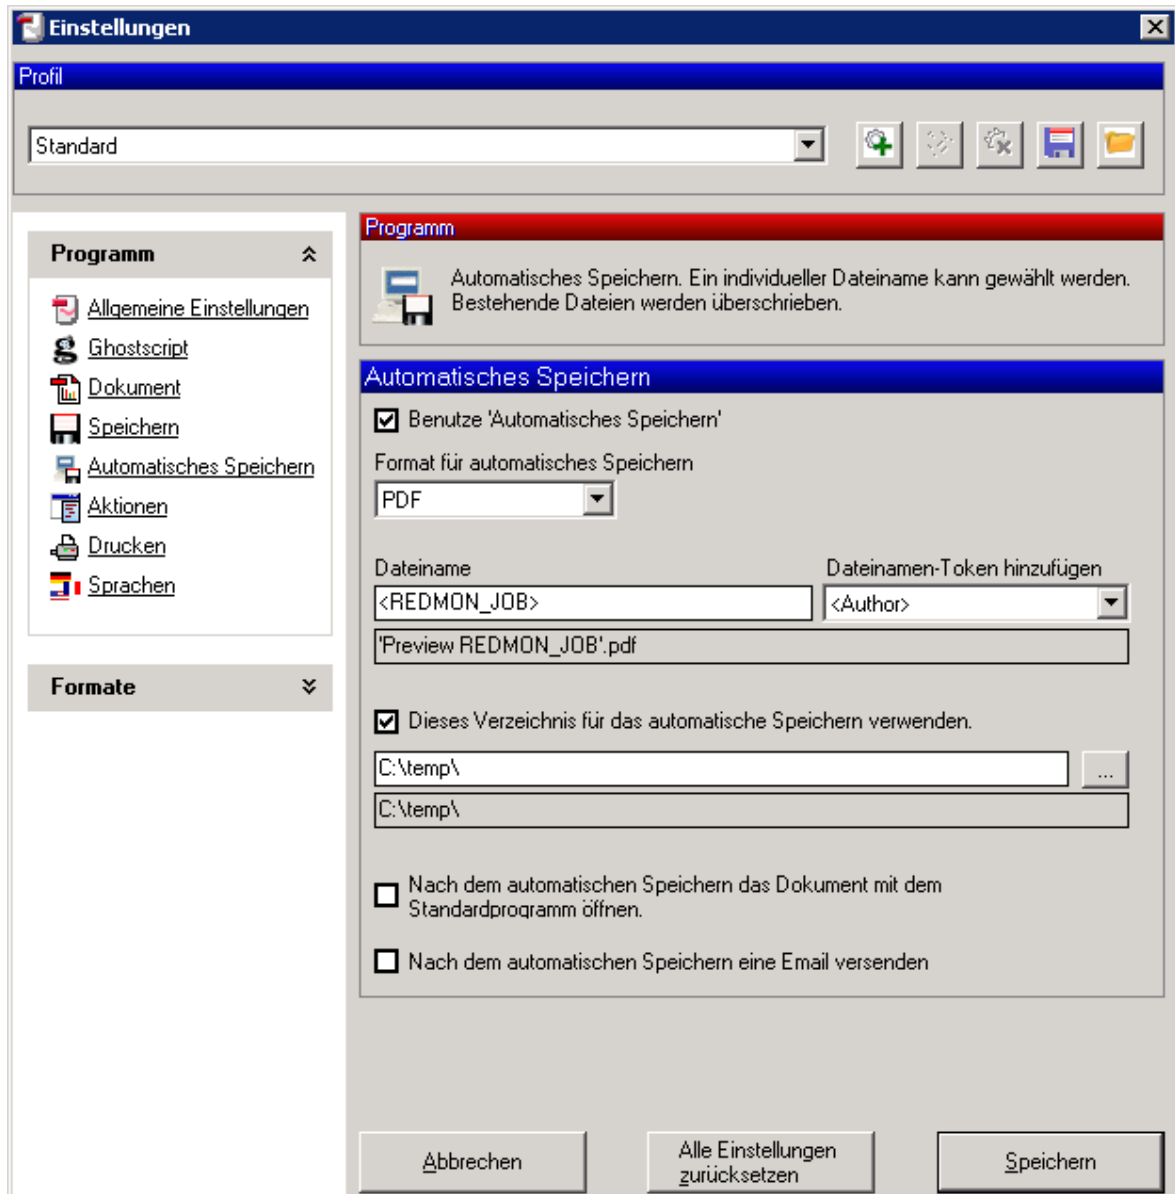 Einstellungen
Profil
Standard
Programm
Allgemeine Einstellungen
Ghostscript
Dokument
Speichern
Automatisches Speichern
Aktionen
Drucken
Sprachen
Formate
Programm
Automatisches Speichern. Ein individueller Dateiname kann gewählt werden.
Bestehende Dateien werden überschrieben.
Automatisches Speichern
Benutze 'Automatisches Speichern'
Format für automatisches Speichern
PDF
Dateiname
Dateinamen-Token hinzufügen
<REDMON_JOB>
<Author>
'Preview REDMON_JOB'.pdf
Dieses Verzeichnis für das automatische Speichern verwenden.
C:\temp\
...
C:\temp\
Nach dem automatischen Speichern das Dokument mit dem
Standardprogramm öffnen.
Nach dem automatischen Speichern eine Email versenden
Abbrechen
Alle Einstellungen
zurücksetzen
Speichern